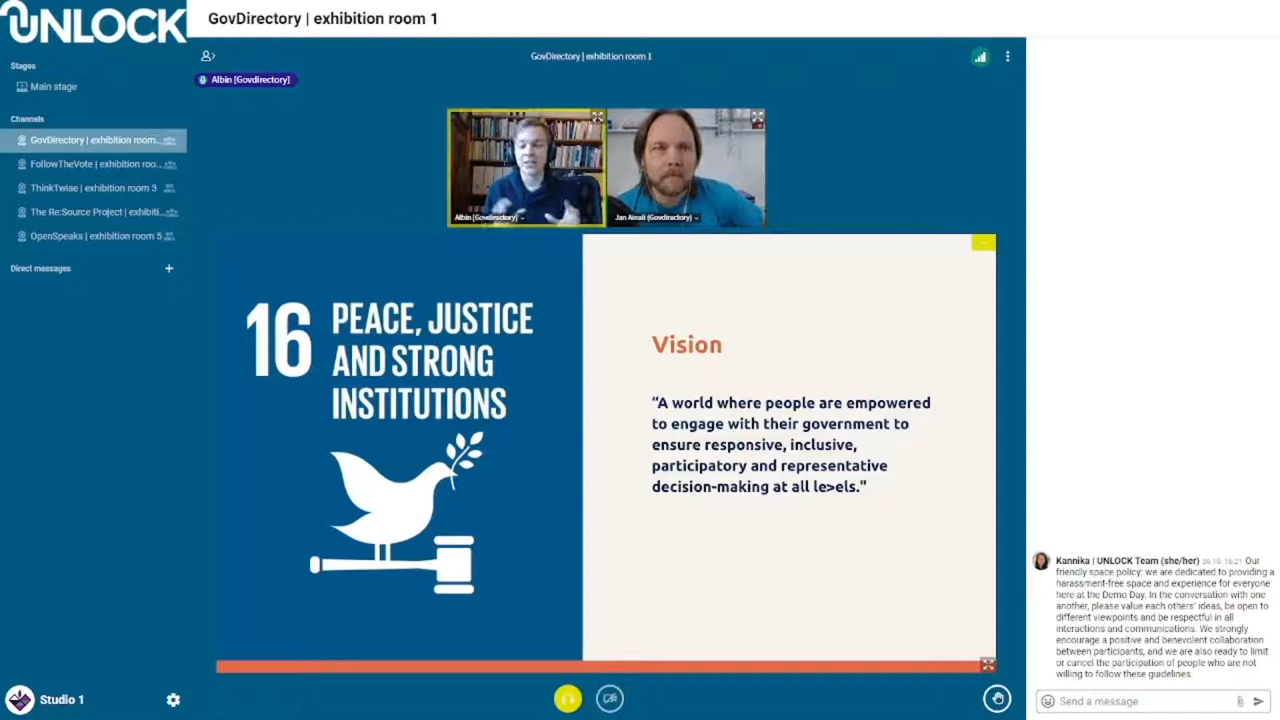 UNLOCK
GovDirectory | exhibition room 1
Stages
Main stage
Channels
GovDirectory | exhibition room...
FollowTheVote | exhibition roo...
ThinkTwise | exhibition room 3
The Re:Source Project | exhibiti...
OpenSpeaks | exhibition room 5
Direct messages
Studio 1
GovDirectory | exhibition room 1
Albin [Govdirectory]
Albin [Govdirectory]
Jan Ainali (Govdirectory)
16 PEACE, JUSTICE
AND STRONG
INSTITUTIONS
Vision
“A world where people are empowered
to engage with their government to
ensure responsive, inclusive,
participatory and representative
decision-making at all le>els."
Kannika | UNLOCK Team (she/her) 05.10, 16:21 Our
friendly space policy: we are dedicated to providing a
harassment-free space and experience for everyone
here at the Demo Day. In the conversation with one
another, please value each others' ideas, be open to
different viewpoints and be respectful in all
interactions and communications. We strongly
encourage a positive and benevolent collaboration
between participants, and we are also ready to limit
or cancel the participation of people who are not
willing to follow these guidelines.
Send a message